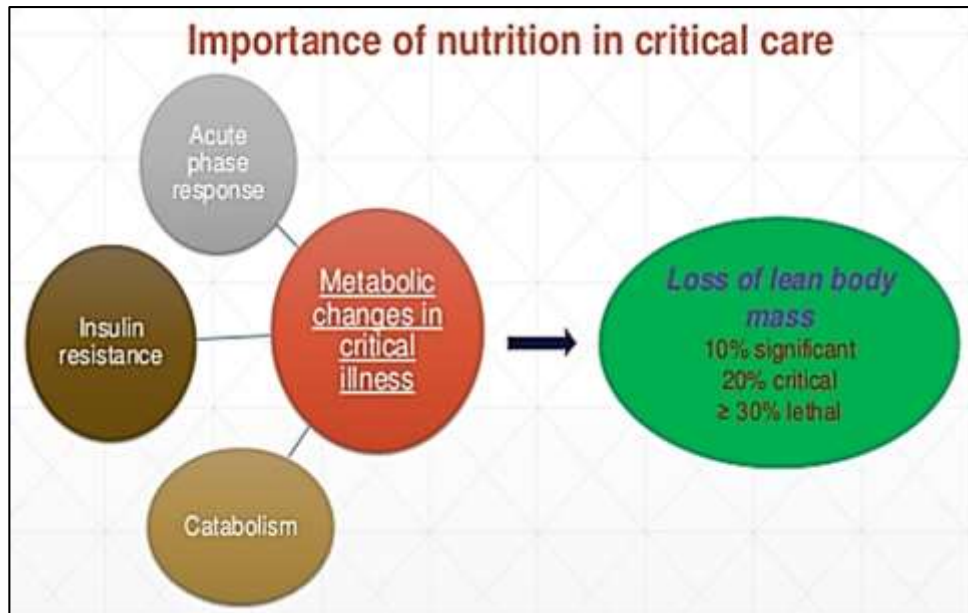 Importance of nutrition in critical care
Acute
phase
response
Insulin
resistance
Catabolism
Metabolic
changes in
critical
illness
Loss of lean body
mass
10% significant
20% critical
≥ 30% lethal